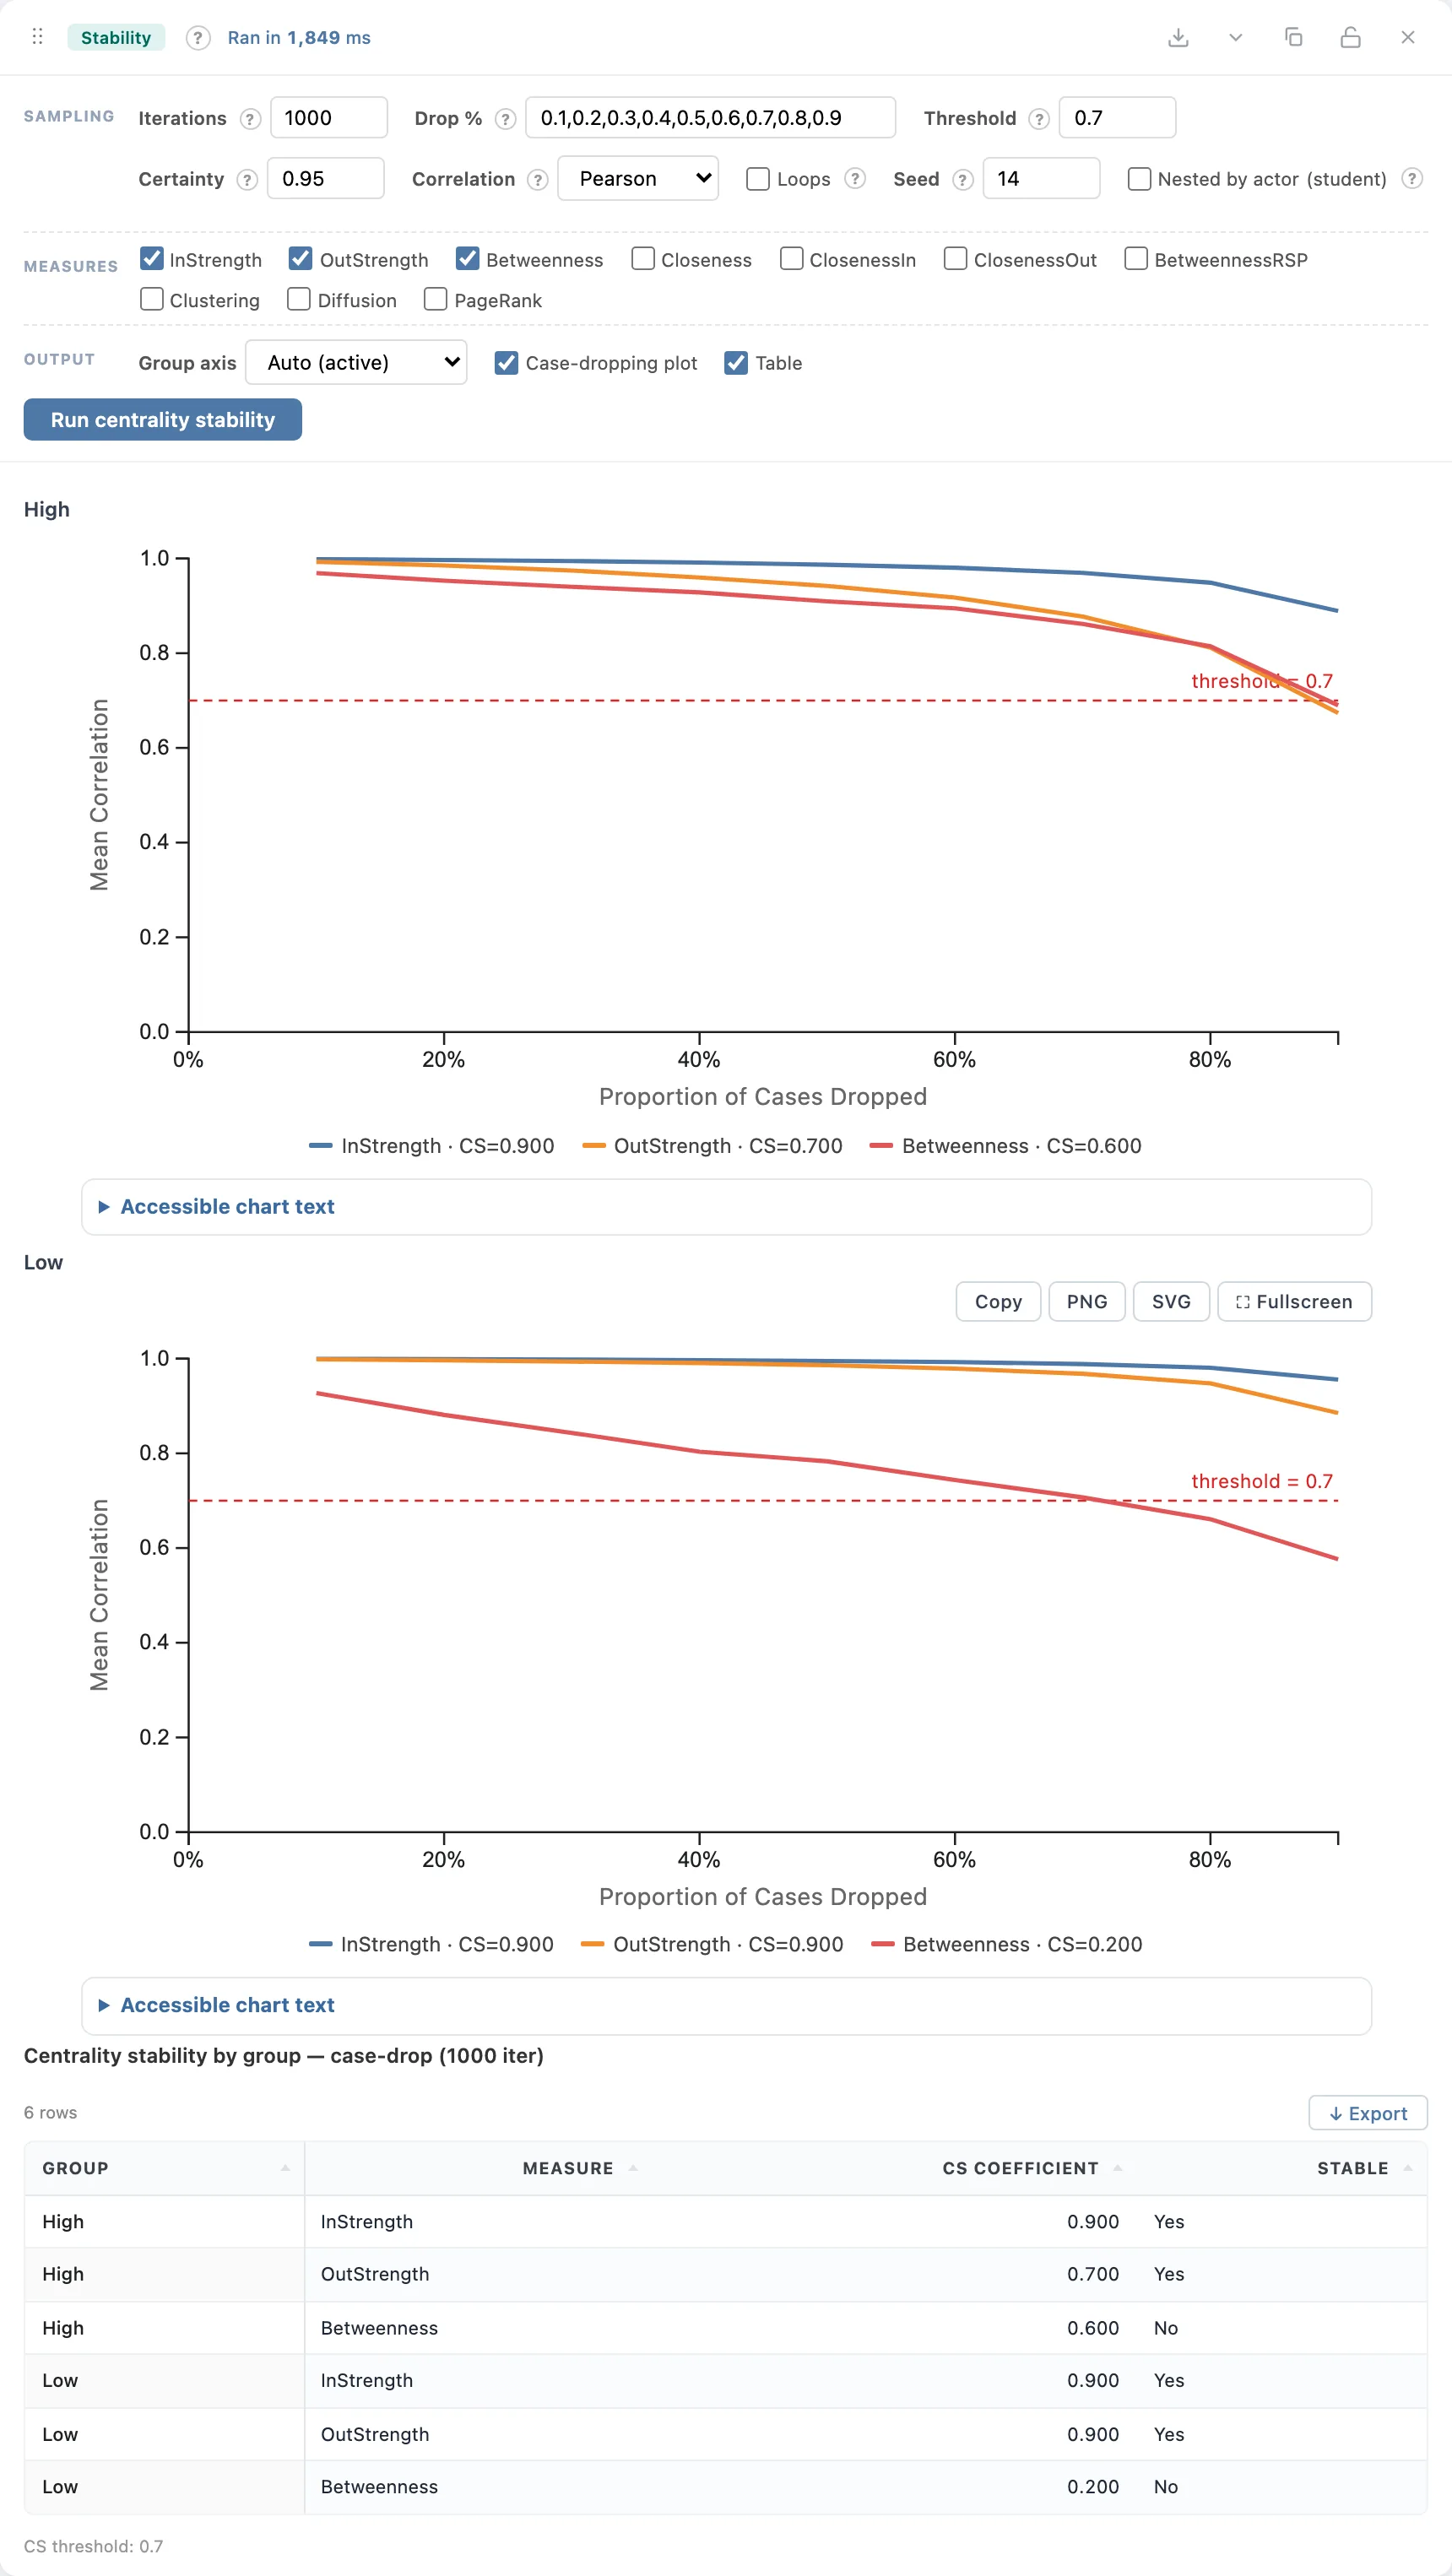 Stability ? Ran in 1,849 ms
SAMPLING Iterations ? 1000 Drop % ? 0.1,0.2,0.3,0.4,0.5,0.6,0.7,0.8,0.9 Threshold ? 0.7
Certainty ? 0.95 Correlation ? Pearson Loops ? Seed ? 14 Nested by actor (student) ?
MEASURES InStrength OutStrength Betweenness Closeness ClosenessIn ClosenessOut BetweennessRSP
Clustering Diffusion PageRank
OUTPUT Group axis Auto (active) Case-dropping plot Table
Run centrality stability
High
1.0
0.8
threshold = 0.7
0.6
0.4
0.2
0.0
Mean Correlation
0% 20% 40% 60% 80%
Proportion of Cases Dropped
InStrength · CS=0.900 OutStrength · CS=0.700 Betweenness · CS=0.600
Accessible chart text
Low
Copy PNG SVG Fullscreen
1.0
0.8
threshold = 0.7
0.6
0.4
0.2
0.0
Mean Correlation
0% 20% 40% 60% 80%
Proportion of Cases Dropped
InStrength · CS=0.900 OutStrength · CS=0.900 Betweenness · CS=0.200
Accessible chart text
Centrality stability by group — case-drop (1000 iter)
6 rows ↓ Export
GROUP MEASURE CS COEFFICIENT STABLE
High InStrength 0.900 Yes
High OutStrength 0.700 Yes
High Betweenness 0.600 No
Low InStrength 0.900 Yes
Low OutStrength 0.900 Yes
Low Betweenness 0.200 No
CS threshold: 0.7